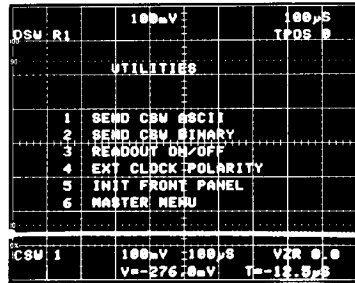 100mV 100µS
DSW R1 TPOS 0
UTILITIES
1 SEND CSW ASCII
2 SEND CSW BINARY
3 READOUT ON/OFF
4 EXT CLOCK POLARITY
5 INIT FRONT PANEL
6 MASTER MENU
CSW 1 100mV 100µS VZR 0.0
V=-276.0mV T=-12.5µS